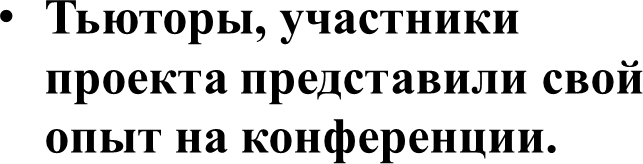 • Тьюторы, участники
проекта представили свой
опыт на конференции.